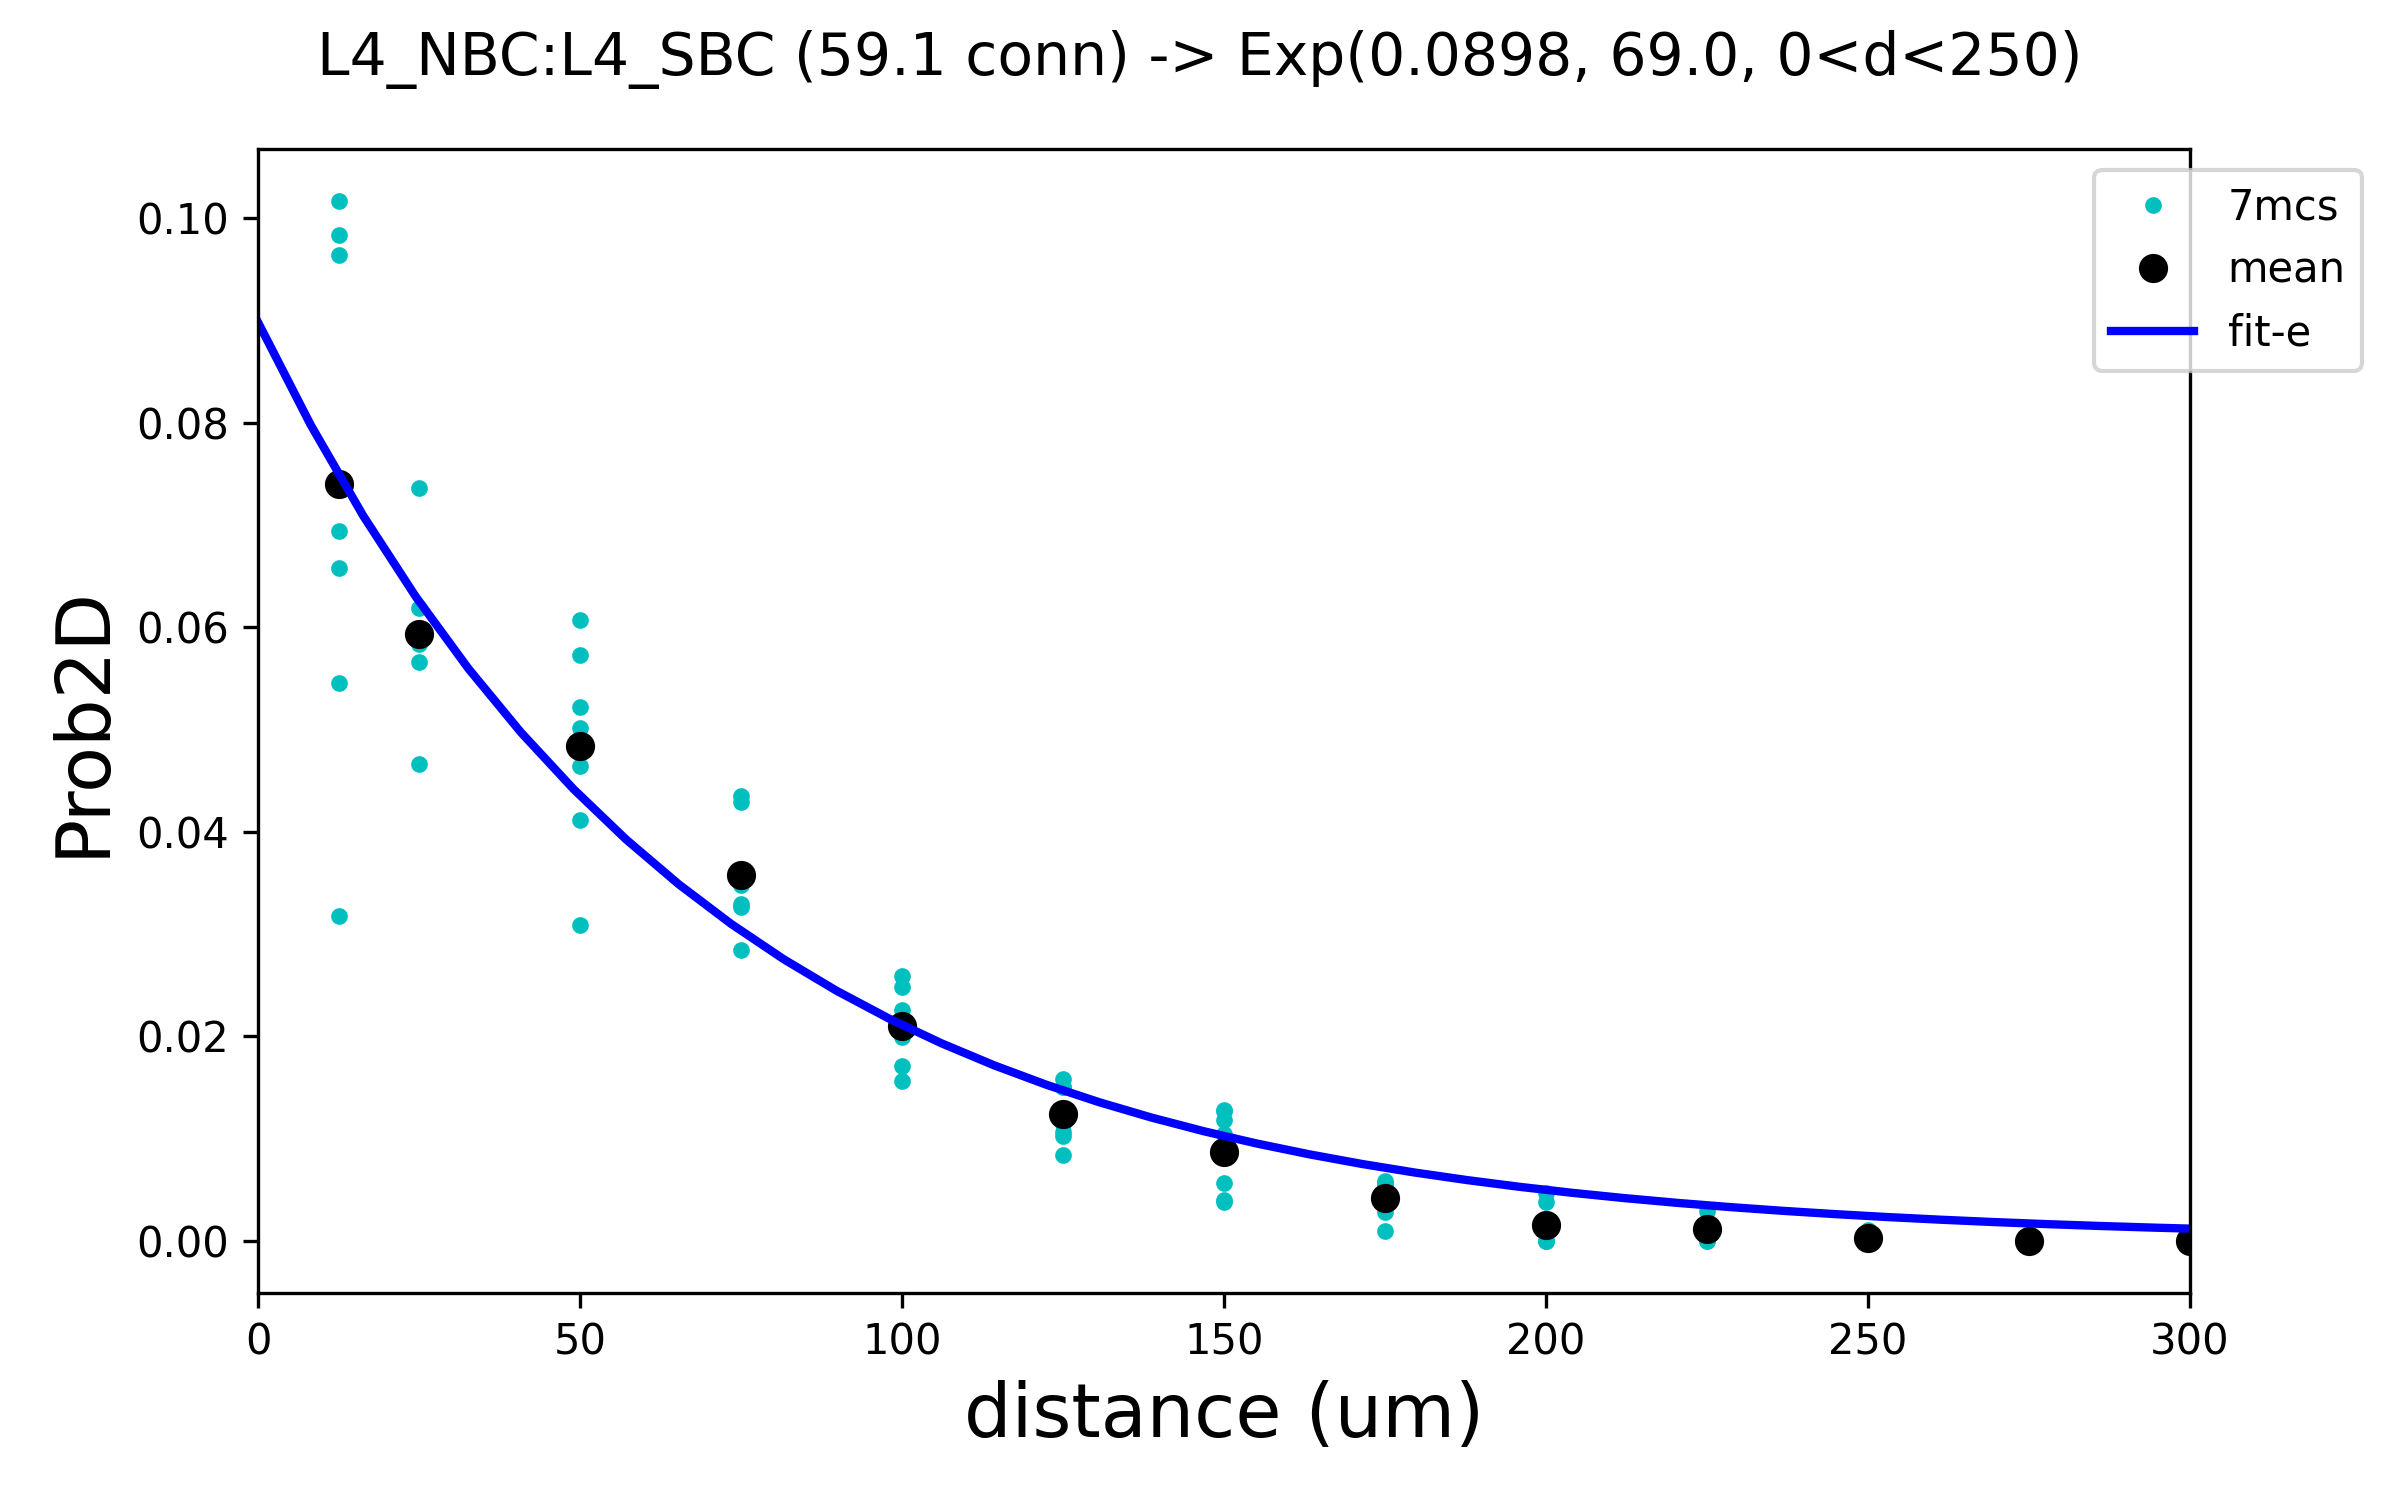 L4_NBC:L4_SBC (59.1 conn) -> Exp(0.0898, 69.0, 0<d<250)
7mcs
mean
fit-e
Prob2D
0.10
0.08
0.06
0.04
0.02
0.00
0 50 100 150 200 250 300
distance (um)